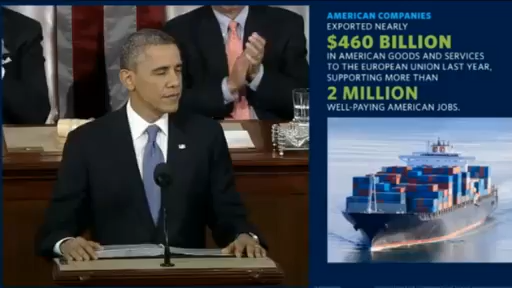 AMERICAN COMPANIES
EXPORTED NEARLY
$460 BILLION
IN AMERICAN GOODS AND SERVICES
TO THE EUROPEAN UNION LAST YEAR,
SUPPORTING MORE THAN
2 MILLION
WELL-PAYING AMERICAN JOBS.